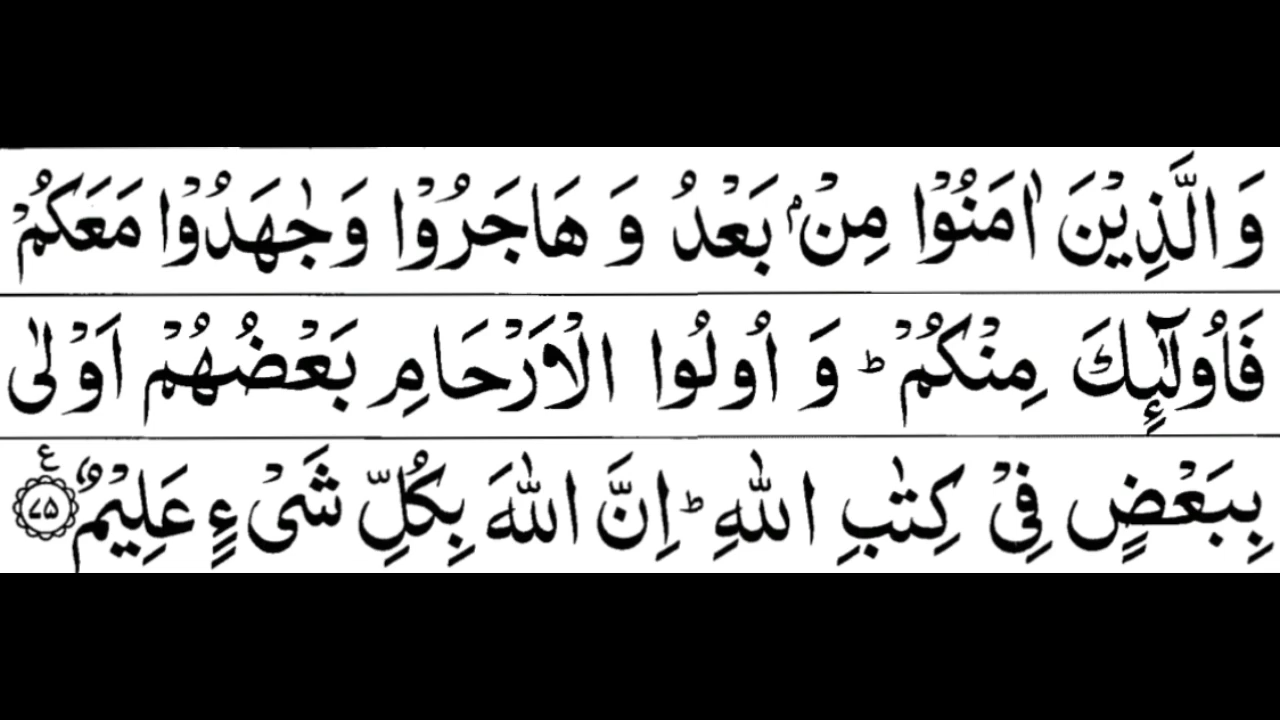 وَالَّذِيْنَ اٰمَنُوْا مِنْۢ بَعْدُ وَ هَاجَرُوْا وَجٰهَدُوْا مَعَكُمْ
فَاُولٰٓئِكَ مِنْكُمْ ؕ وَ اُولُوا الْاَرْحَامِ بَعْضُهُمْ اَوْلٰى
بِبَعْضٍ فِیْ كِتٰبِ اللّٰهِ ؕ اِنَّ اللّٰهَ بِكُلِّ شَیْءٍ عَلِيْمٌ ۧ ﴿۷۵﴾